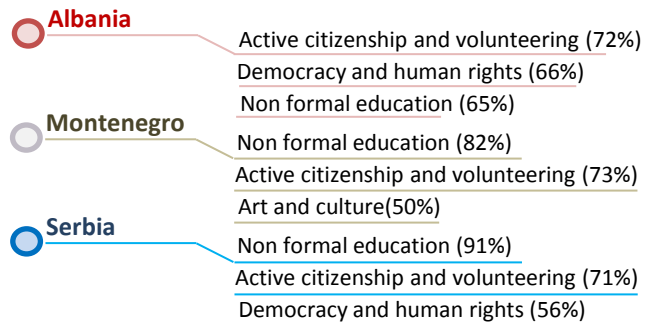 Albania
Active citizenship and volunteering (72%)
Democracy and human rights (66%)
Non formal education (65%)
Montenegro
Non formal education (82%)
Active citizenship and volunteering (73%)
Art and culture(50%)
Serbia
Non formal education (91%)
Active citizenship and volunteering (71%)
Democracy and human rights (56%)